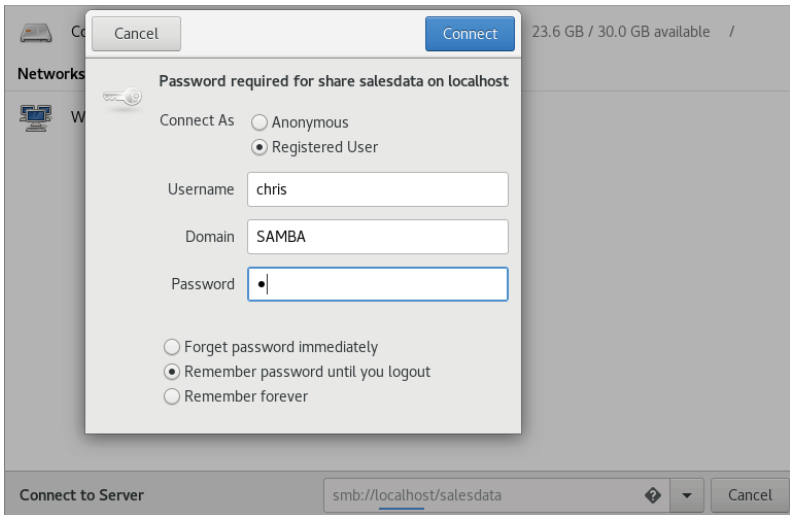 Cancel
Connect
Co
23.6 GB / 30.0 GB available /
Networks
W
Password required for share salesdata on localhost
Connect As
Anonymous
Registered User
Username chris
Domain SAMBA
Password •
Forget password immediately
Remember password until you logout
Remember forever
Connect to Server
smb://localhost/salesdata
Cancel